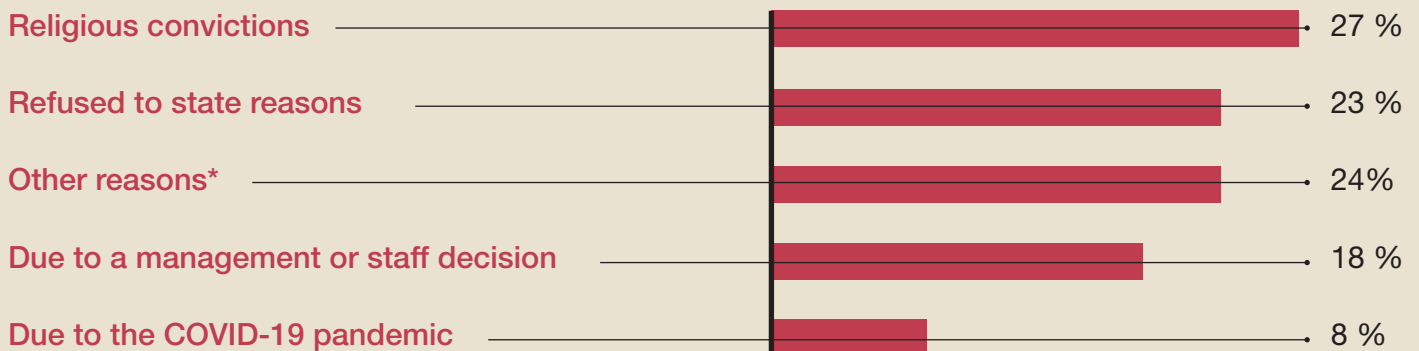 Religious convictions 27 %
Refused to state reasons 23 %
Other reasons* 24%
Due to a management or staff decision 18 %
Due to the COVID-19 pandemic 8 %